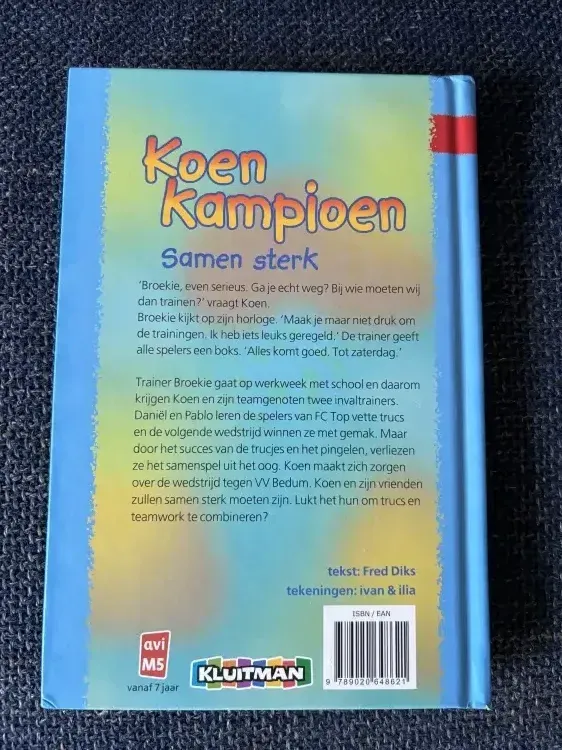 Koen
Kampioen
Samen sterk
'Broekie, even serieus. Ga je echt weg? Bij wie moeten wij
dan trainen?' vraagt Koen.
Broekie kijkt op zijn horloge. 'Maak je maar niet druk om
de trainingen. Ik heb iets leuks geregeld.' De trainer geeft
alle spelers een boks. 'Alles komt goed. Tot zaterdag.'
Trainer Broekie gaat op werkweek met school en daarom
krijgen Koen en zijn teamgenoten twee invaltrainers.
Daniël en Pablo leren de spelers van FC Top vette trucs
en de volgende wedstrijd winnen ze met gemak. Maar
door het succes van de trucjes en het pingelen, verliezen
ze het samenspel uit het oog. Koen maakt zich zorgen
over de wedstrijd tegen VV Bedum. Koen en zijn vrienden
zullen samen sterk moeten zijn. Lukt het hun om trucs en
teamwork te combineren?
tekst: Fred Diks
tekeningen: ivan & ilia
ISBN / EAN
avi
M5
vanaf 7 jaar
KLUITMAN
9 789020 648621